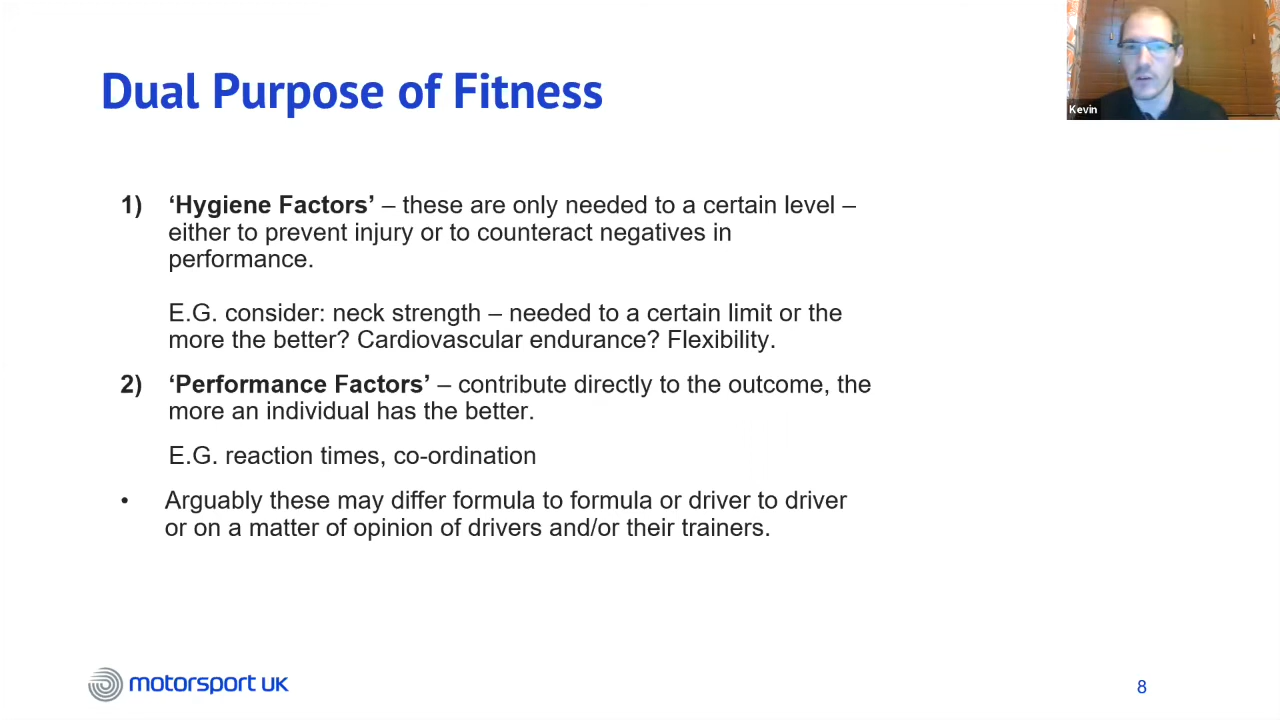 Dual Purpose of Fitness
Kevin
1) ‘Hygiene Factors’ – these are only needed to a certain level –
either to prevent injury or to counteract negatives in
performance.
E.G. consider: neck strength – needed to a certain limit or the
more the better? Cardiovascular endurance? Flexibility.
2) ‘Performance Factors’ – contribute directly to the outcome, the
more an individual has the better.
E.G. reaction times, co-ordination
• Arguably these may differ formula to formula or driver to driver
or on a matter of opinion of drivers and/or their trainers.
motorsport UK
8